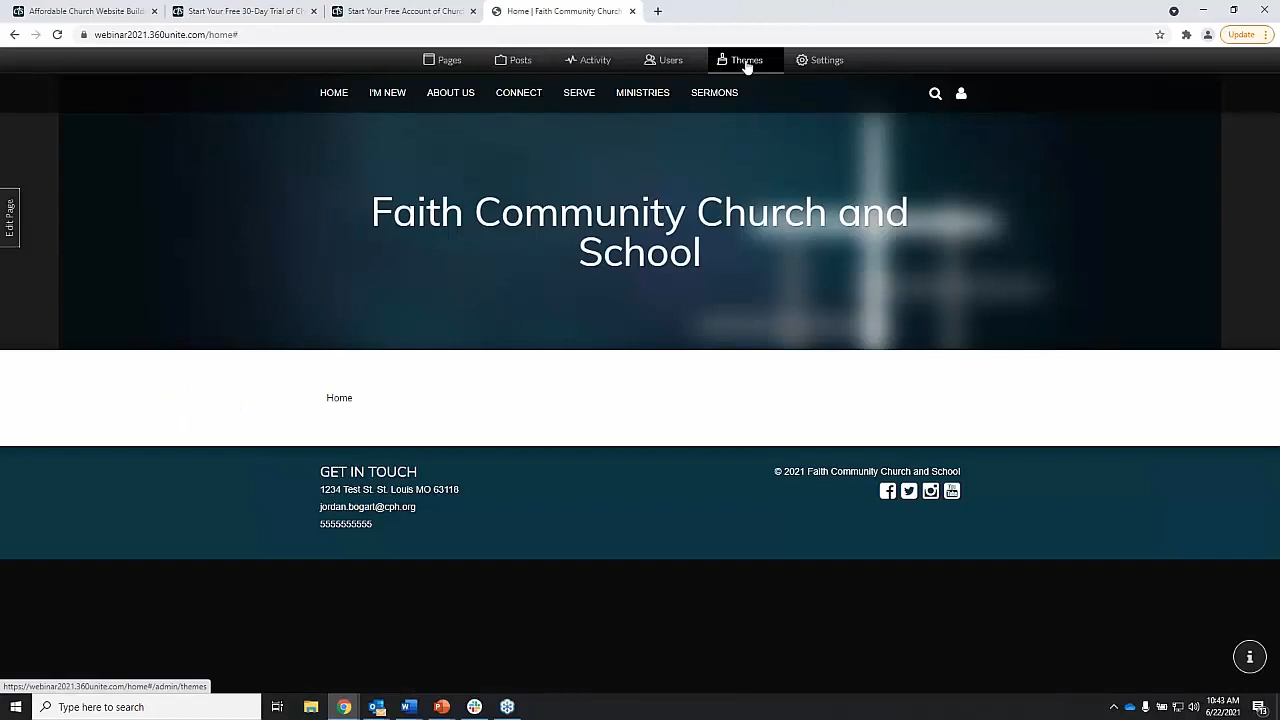 Affordable Church Website Build
Start Your Free 30-Day Trial of Ch
Start Your Free Account of Churc
Home | Faith Community Church
webinar2021.360unite.com/home#
Update
Pages
Posts
Activity
Users
Themes
Settings
HOME
I'M NEW
ABOUT US
CONNECT
SERVE
MINISTRIES
SERMONS
Edit Page
Faith Community Church and
School
Home
GET IN TOUCH
1234 Test St. St. Louis MO 63116
jordan.bogart@cph.org
5555555555
© 2021 Faith Community Church and School
https://webinar2021.360unite.com/home#/admin/themes
Type here to search
10:43 AM
6/22/2021